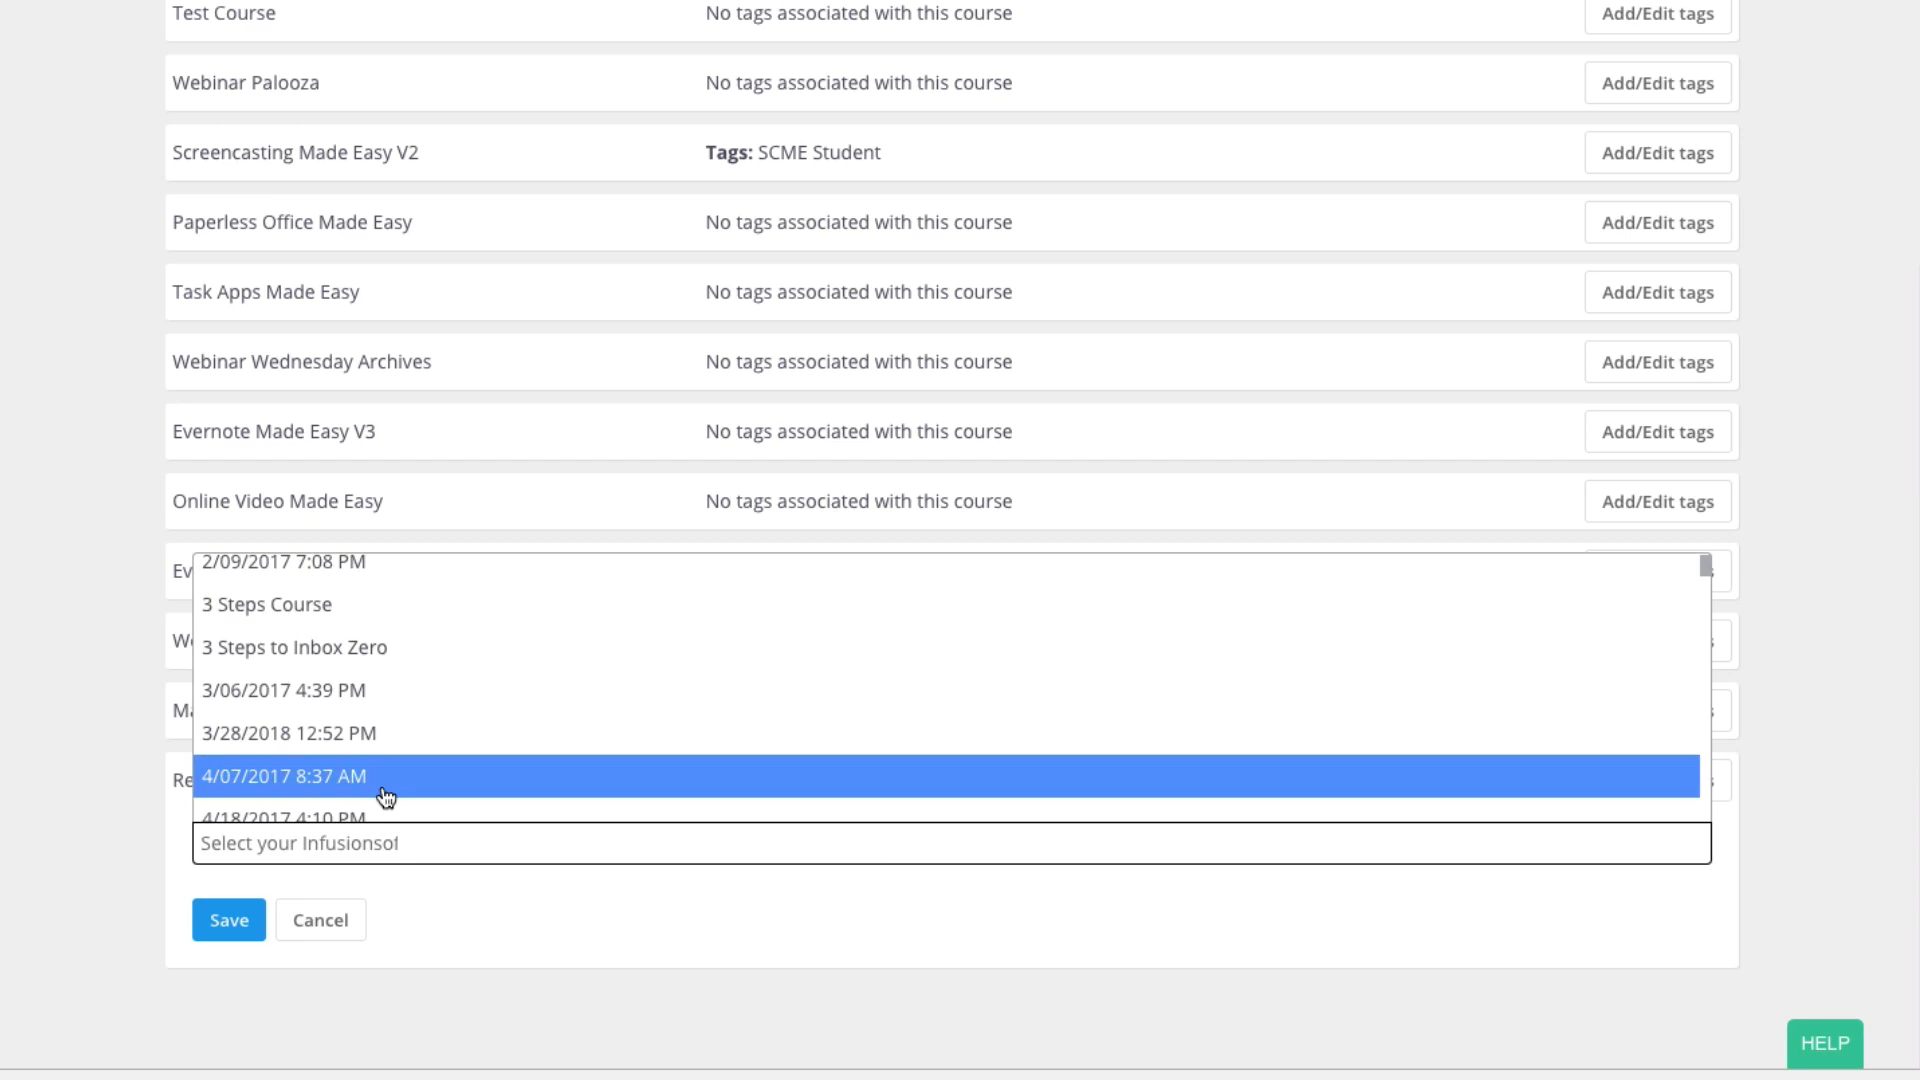 Test Course No tags associated with this course Add/Edit tags
Webinar Palooza No tags associated with this course Add/Edit tags
Screencasting Made Easy V2 Tags: SCME Student Add/Edit tags
Paperless Office Made Easy No tags associated with this course Add/Edit tags
Task Apps Made Easy No tags associated with this course Add/Edit tags
Webinar Wednesday Archives No tags associated with this course Add/Edit tags
Evernote Made Easy V3 No tags associated with this course Add/Edit tags
Online Video Made Easy No tags associated with this course Add/Edit tags
Ev
2/09/2017 7:08 PM
3 Steps Course
3 Steps to Inbox Zero
3/06/2017 4:39 PM
3/28/2018 12:52 PM
Re 4/07/2017 8:37 AM
4/18/2017 4:10 PM
Select your Infusionsof
Save Cancel
HELP